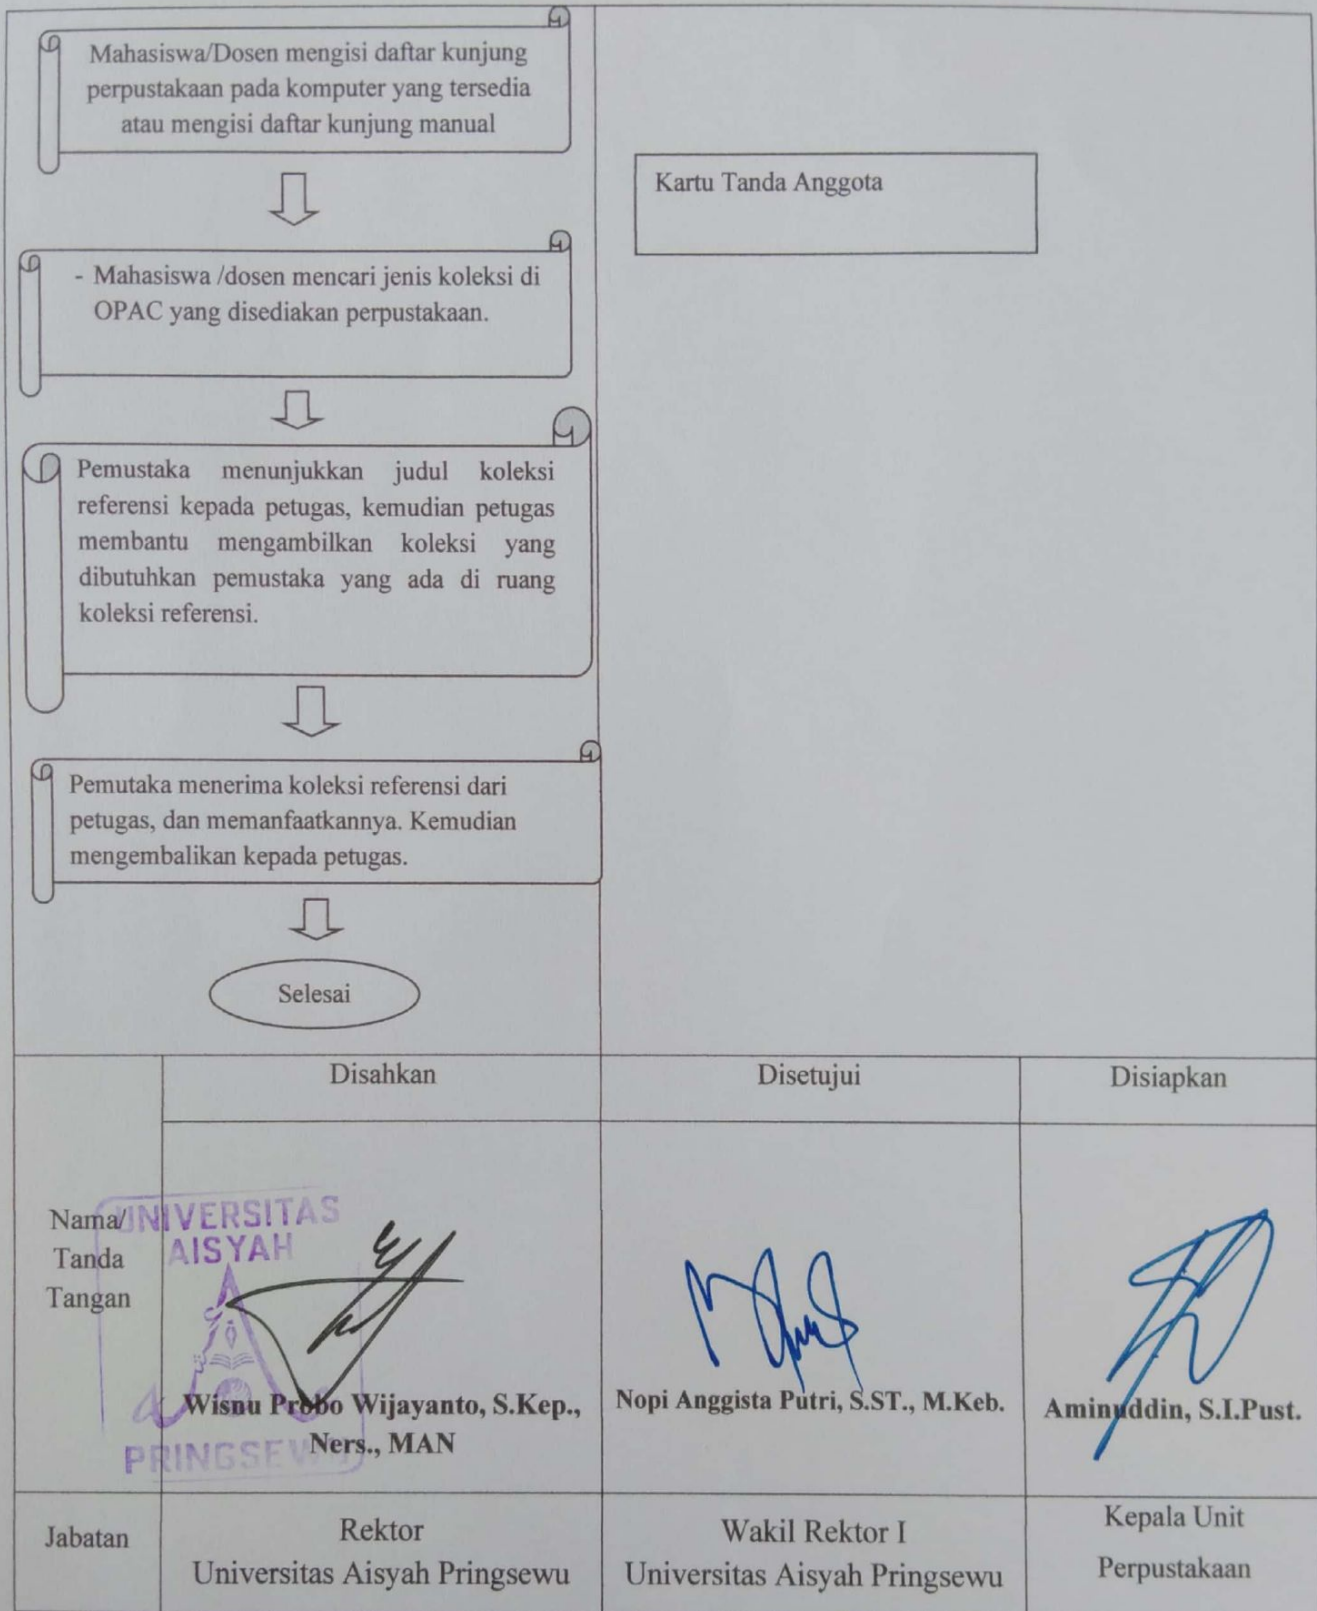 Mahasiswa/Dosen mengisi daftar kunjung
perpustakaan pada komputer yang tersedia
atau mengisi daftar kunjung manual
Kartu Tanda Anggota
- Mahasiswa /dosen mencari jenis koleksi di
OPAC yang disediakan perpustakaan.
Pemustaka menunjukkan judul koleksi
referensi kepada petugas, kemudian petugas
membantu mengambilkan koleksi yang
dibutuhkan pemustaka yang ada di ruang
koleksi referensi.
Pemutaka menerima koleksi referensi dari
petugas, dan memanfaatkannya. Kemudian
mengembalikan kepada petugas.
Selesai
Disahkan
Disetujui
Disiapkan
Nama/
Tanda
Tangan
UNIVERSITAS
AISYAH
PRINGSEWU
Wisnu Probo Wijayanto, S.Kep.,
Ners., MAN
Nopi Anggista Putri, S.ST., M.Keb.
Aminuddin, S.I.Pust.
Jabatan
Rektor
Universitas Aisyah Pringsewu
Wakil Rektor I
Universitas Aisyah Pringsewu
Kepala Unit
Perpustakaan